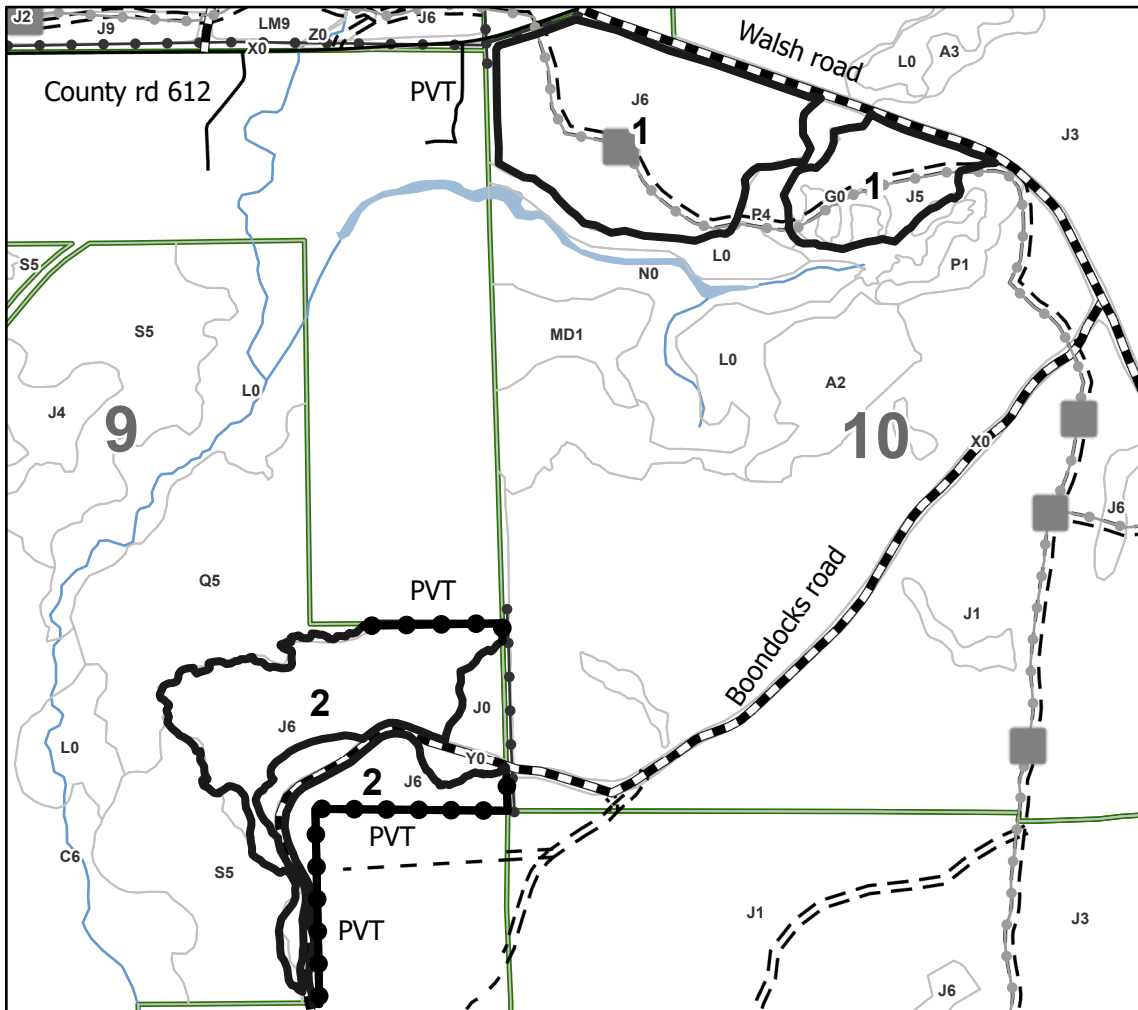 J2
J9
LM9
Z0
J6
X0
County rd 612
PVT
Walsh road
L0
A3
J6
1
J3
1
G0
J5
P4
L0
N0
P1
S5
S5
MD1
L0
A2
L0
J4
9
10
X0
J6
Q5
PVT
Boondocks road
J1
2
J0
J6
L0
Y0
2
J6
PVT
C6
S5
PVT
J1
J3
J6